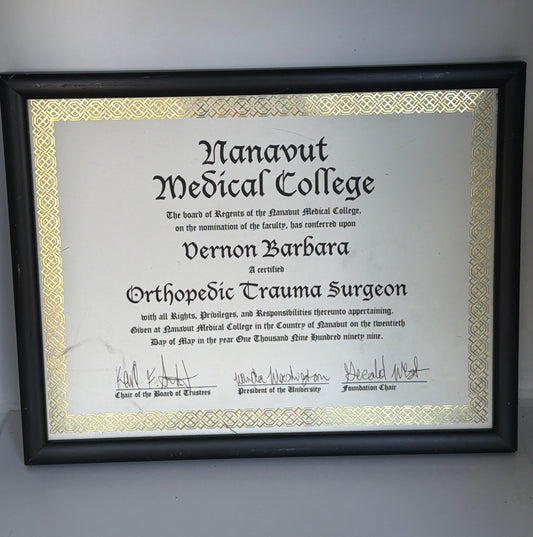 Nanavut
Medical College
The board of Regents of the Nanavut Medical College,
on the nomination of the faculty, has conferred upon
Vernon Barbara
A certified
Orthopedic Trauma Surgeon
with all Rights, Privileges, and Responsibilities thereunto appertaining.
Given at Nanavut Medical College in the Country of Nanavut on the twentieth
Day of May in the year One Thousand Nine Hundred ninety nine.
Chair of the Board of Trustees
President of the University
Foundation Chair